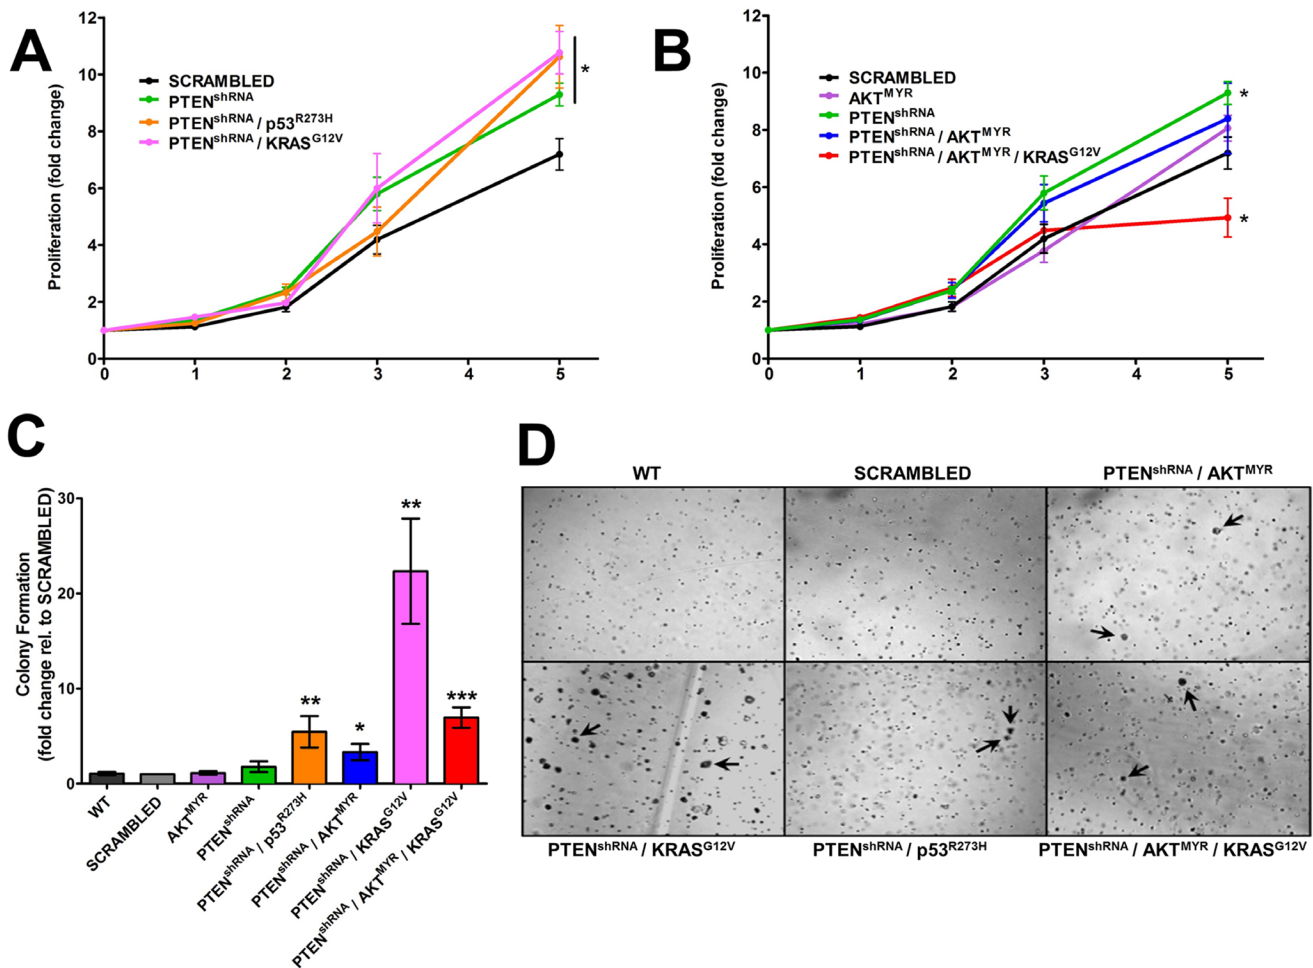 A
12
10
8
6
4
2
0
Proliferation (fold change)
SCRAMBLED
PTENshRNA
PTENshRNA / p53R273H
PTENshRNA / KRASG12V
*
0 1 2 3 4 5
B
12
10
8
6
4
2
0
Proliferation (fold change)
SCRAMBLED
AKTMYR
PTENshRNA
PTENshRNA / AKTMYR
PTENshRNA / AKTMYR / KRASG12V
*
*
0 1 2 3 4 5
C
30
20
10
0
Colony Formation
(fold change rel. to SCRAMBLED)
**
*
**
***
WT
SCRAMBLED
AKTMYR
PTENshRNA
PTENshRNA / p53R273H
PTENshRNA / AKTMYR
PTENshRNA / KRASG12V
PTENshRNA / AKTMYR / KRASG12V
D
WT SCRAMBLED PTENshRNA / AKTMYR
PTENshRNA / KRASG12V PTENshRNA / p53R273H PTENshRNA / AKTMYR / KRASG12V